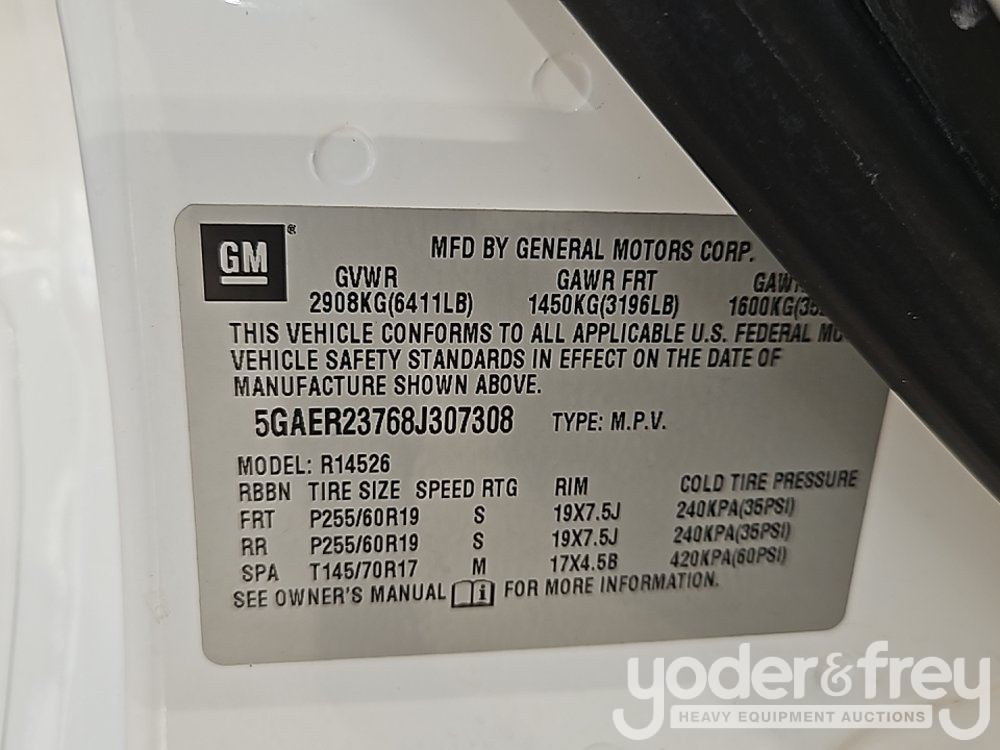 GM®
MFD BY GENERAL MOTORS CORP.
GVWR GAWR FRT
2908KG(6411LB) 1450KG(3196LB)
THIS VEHICLE CONFORMS TO ALL APPLICABLE U.S. FEDERAL
VEHICLE SAFETY STANDARDS IN EFFECT ON THE DATE OF
MANUFACTURE SHOWN ABOVE.
5GAER23768J307308 TYPE: M.P.V.
MODEL: R14526
RBBN TIRE SIZE SPEED RTG RIM COLD TIRE PRESSURE
FRT P255/60R19 S 19X7.5J 240KPA(35PSI)
RR P255/60R19 S 19X7.5J 240KPA(35PSI)
SPA T145/70R17 M 17X4.5B 420KPA(60PSI)
SEE OWNER'S MANUAL FOR MORE INFORMATION.
yoder&frey
HEAVY EQUIPMENT AUCTIONS